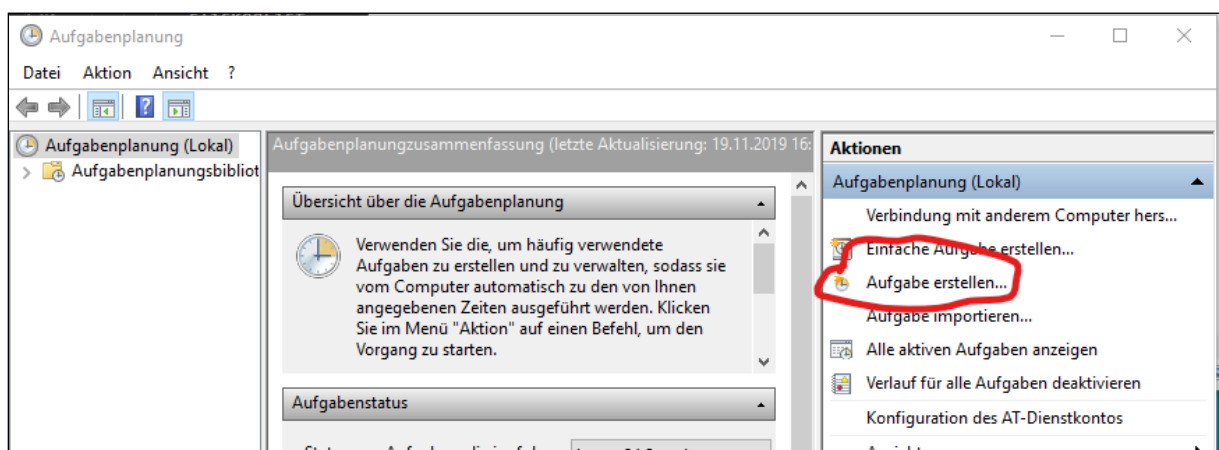 Aufgabenplanung
Datei Aktion Ansicht ?
Aufgabenplanung (Lokal)
Aufgabenplanungsbibliot
Aufgabenplanungzusammenfassung (letzte Aktualisierung: 19.11.2019 16:
Übersicht über die Aufgabenplanung
Verwenden Sie die, um häufig verwendete
Aufgaben zu erstellen und zu verwalten, sodass sie
vom Computer automatisch zu den von Ihnen
angegebenen Zeiten ausgeführt werden. Klicken
Sie im Menü "Aktion" auf einen Befehl, um den
Vorgang zu starten.
Aufgabenstatus
Aktionen
Aufgabenplanung (Lokal)
Verbindung mit anderem Computer hers...
Einfache Aufgabe erstellen...
Aufgabe erstellen...
Aufgabe importieren...
Alle aktiven Aufgaben anzeigen
Verlauf für alle Aufgaben deaktivieren
Konfiguration des AT-Dienstkontos